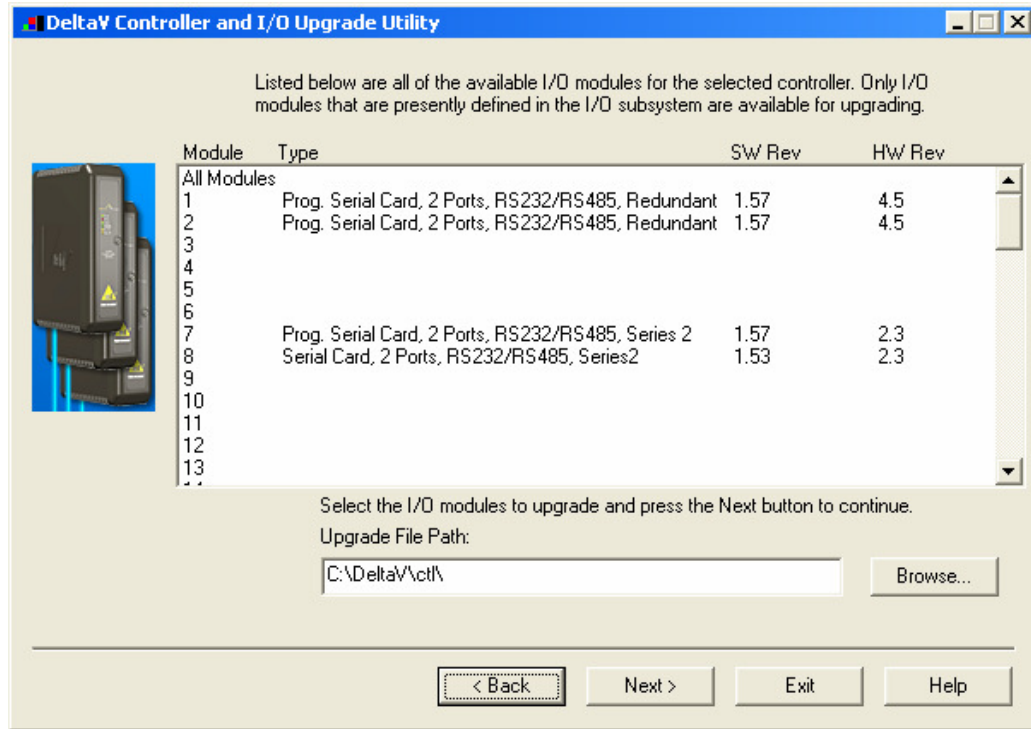 DeltaV Controller and I/O Upgrade Utility
Listed below are all of the available I/O modules for the selected controller. Only I/O
modules that are presently defined in the I/O subsystem are available for upgrading.
Module Type SW Rev HW Rev
All Modules
1 Prog. Serial Card, 2 Ports, RS232/RS485, Redundant 1.57 4.5
2 Prog. Serial Card, 2 Ports, RS232/RS485, Redundant 1.57 4.5
3
4
5
6
7 Prog. Serial Card, 2 Ports, RS232/RS485, Series 2 1.57 2.3
8 Serial Card, 2 Ports, RS232/RS485, Series2 1.53 2.3
9
10
11
12
13
Select the I/O modules to upgrade and press the Next button to continue.
Upgrade File Path:
C:\DeltaV\ctl\
Browse...
< Back Next > Exit Help